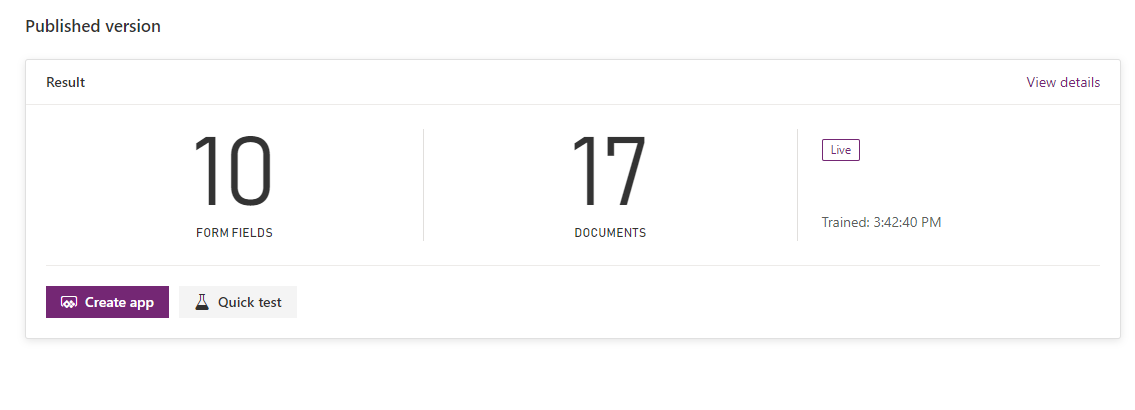 Published version
Result
View details
10
FORM FIELDS
17
DOCUMENTS
Live
Trained: 3:42:40 PM
Create app
Quick test